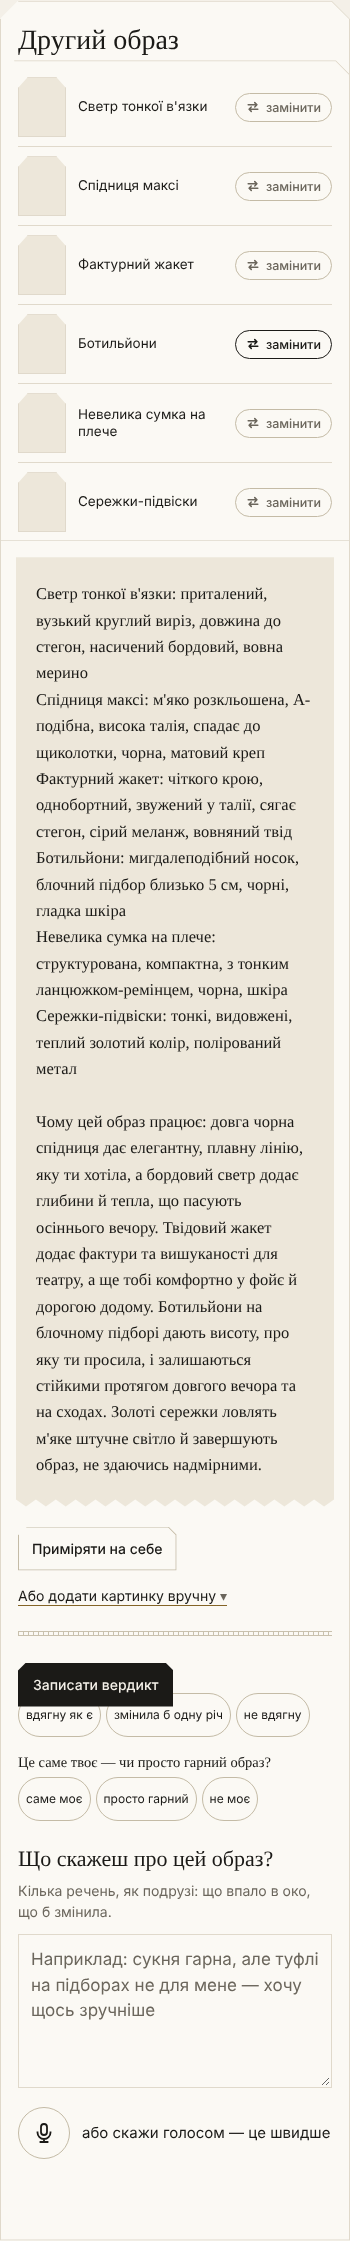 Другий образ
Светр тонкої в'язки
замінити
Спідниця максі
замінити
Фактурний жакет
замінити
Ботильйони
замінити
Невелика сумка на
плече
замінити
Сережки-підвіски
замінити
Светр тонкої в'язки: приталений,
вузький круглий виріз, довжина до
стегон, насичений бордовий, вовна
мерино
Спідниця максі: м'яко розкльошена, А-
подібна, висока талія, спадає до
щиколотки, чорна, матовий креп
Фактурний жакет: чіткого крою,
однобортний, звужений у талії, сягає
стегон, сірий меланж, вовняний твід
Ботильйони: мигдалеподібний носок,
блочний підбор близько 5 см, чорні,
гладка шкіра
Невелика сумка на плече:
структурована, компактна, з тонким
ланцюжком-ремінцем, чорна, шкіра
Сережки-підвіски: тонкі, видовжені,
теплий золотий колір, полірований
метал
Чому цей образ працює: довга чорна
спідниця дає елегантну, плавну лінію,
яку ти хотіла, а бордовий светр додає
глибини й тепла, що пасують
осіннього вечору. Твідовий жакет
додає фактури та вишуканості для
театру, а ще тобі комфортно у фойє й
дорогою додому. Ботильйони на
блочному підборі дають висоту, про
яку ти просила, і залишаються
стійкими протягом довгого вечора та
на сходах. Золоті сережки ловлять
м'яке штучне світло й завершують
образ, не здаючись надмірними.
Приміряти на себе
Або додати картинку вручну ▾
Записати вердикт
вдягну як є
змінила б одну річ
не вдягну
Це саме твоє — чи просто гарний образ?
саме моє
просто гарний
не моє
Що скажеш про цей образ?
Кілька речень, як подрузі: що впало в око,
що б змінила.
Наприклад: сукня гарна, але туфлі
на підборах не для мене — хочу
щось зручніше
або скажи голосом — це швидше